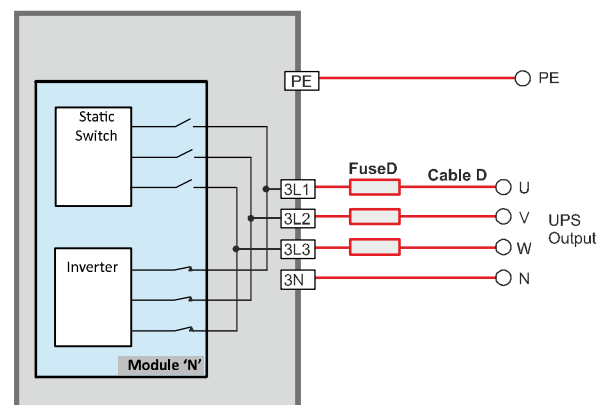 Static
Switch
PE
PE
FuseD
Cable D
3L1
U
3L2
V
UPS
Output
3L3
W
Inverter
3N
N
Module ‘N’